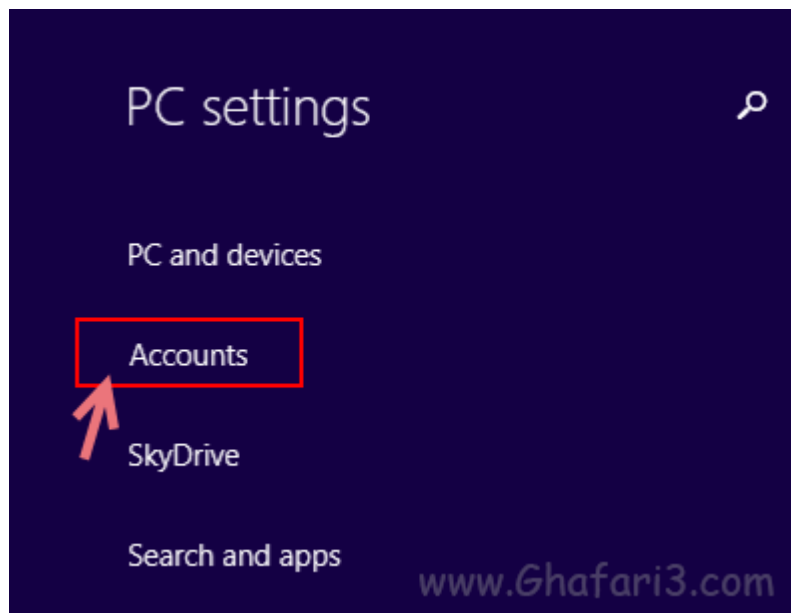 PC settings
PC and devices
Accounts
SkyDrive
Search and apps
www.Ghafari3.com